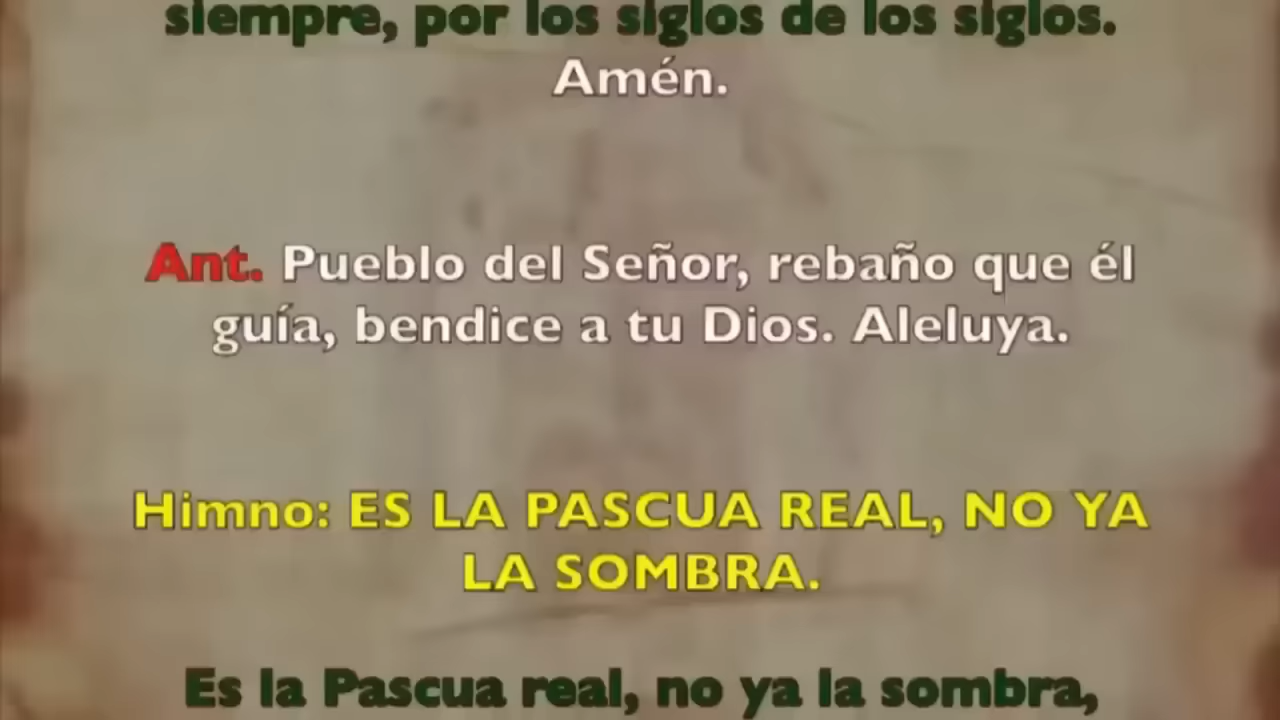 siempre, por los siglos de los siglos.
Amén.
Ant. Pueblo del Señor, rebaño que él
guía, bendice a tu Dios. Aleluya.
Himno: ES LA PASCUA REAL, NO YA
LA SOMBRA.
Es la Pascua real, no ya la sombra,